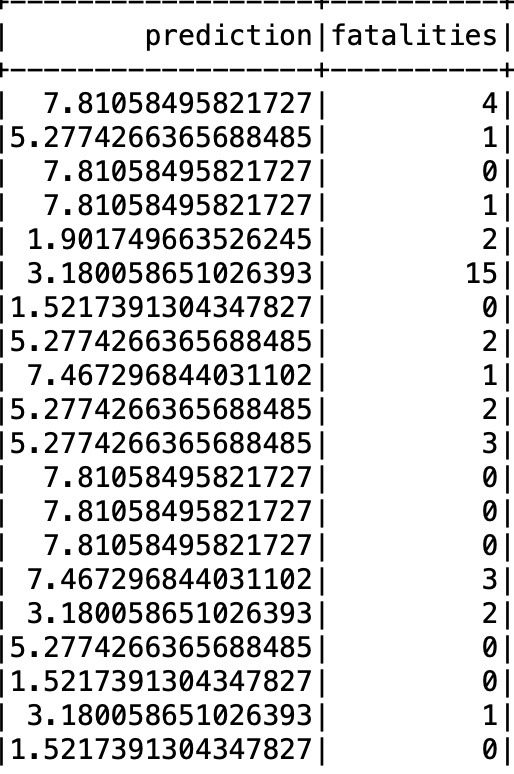 +------------------+----------+
|        prediction|fatalities|
+------------------+----------+
|  7.81058495821727|         4|
|5.2774266365688485|         1|
|  7.81058495821727|         0|
|  7.81058495821727|         1|
| 1.901749663526245|         2|
| 3.180058651026393|        15|
|1.5217391304347827|         0|
|5.2774266365688485|         2|
| 7.467296844031102|         1|
|5.2774266365688485|         2|
|5.2774266365688485|         3|
|  7.81058495821727|         0|
|  7.81058495821727|         0|
|  7.81058495821727|         0|
| 7.467296844031102|         3|
| 3.180058651026393|         2|
|5.2774266365688485|         0|
|1.5217391304347827|         0|
| 3.180058651026393|         1|
|1.5217391304347827|         0|